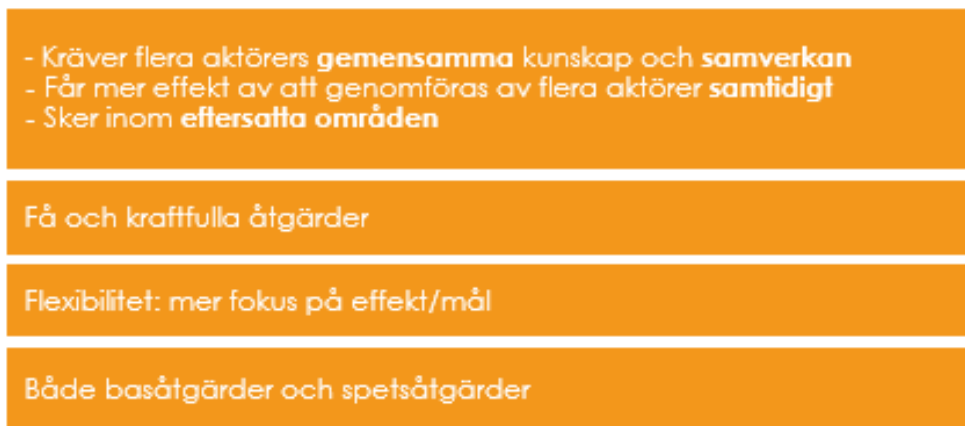 - Kräver flera aktörers gemensamma kunskap och samverkan
- Får mer effekt av att genomföras av flera aktörer samtidigt
- Sker inom eftersatta områden
Få och kraftfulla åtgärder
Flexibilitet: mer fokus på effekt/mål
Både basåtgärder och spetsåtgärder